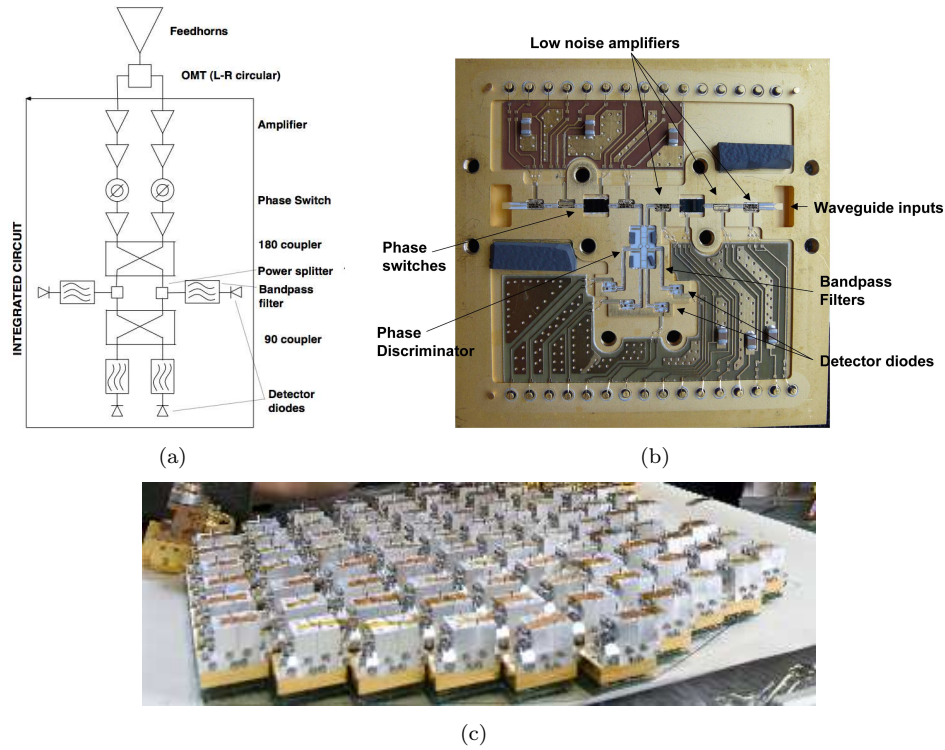 Feedhorns
OMT (L-R circular)
Amplifier
Phase Switch
180 coupler
Power splitter
Bandpass
filter
90 coupler
Detector
diodes
INTEGRATED CIRCUIT
(a)
Low noise amplifiers
Waveguide inputs
Phase
switches
Bandpass
Filters
Phase
Discriminator
Detector diodes
(b)
(c)